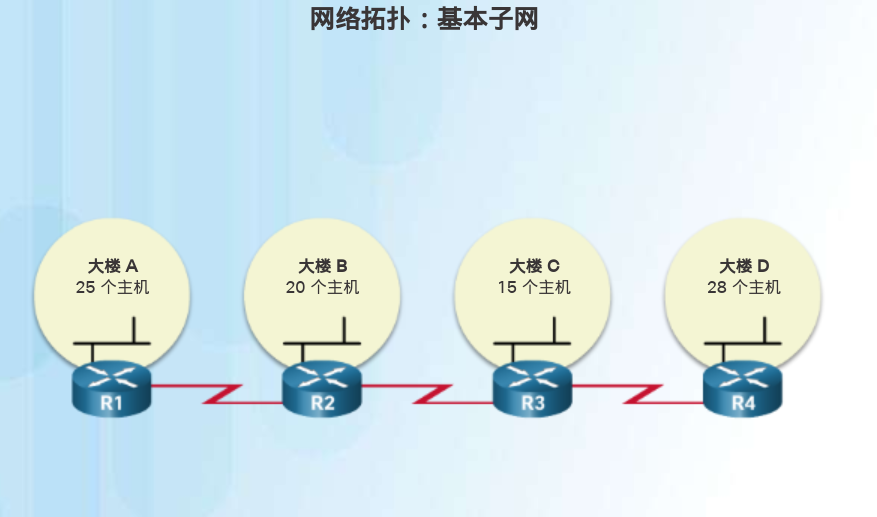 网络拓扑：基本子网
大楼 A
25 个主机
大楼 B
20 个主机
大楼 C
15 个主机
大楼 D
28 个主机
R1
R2
R3
R4